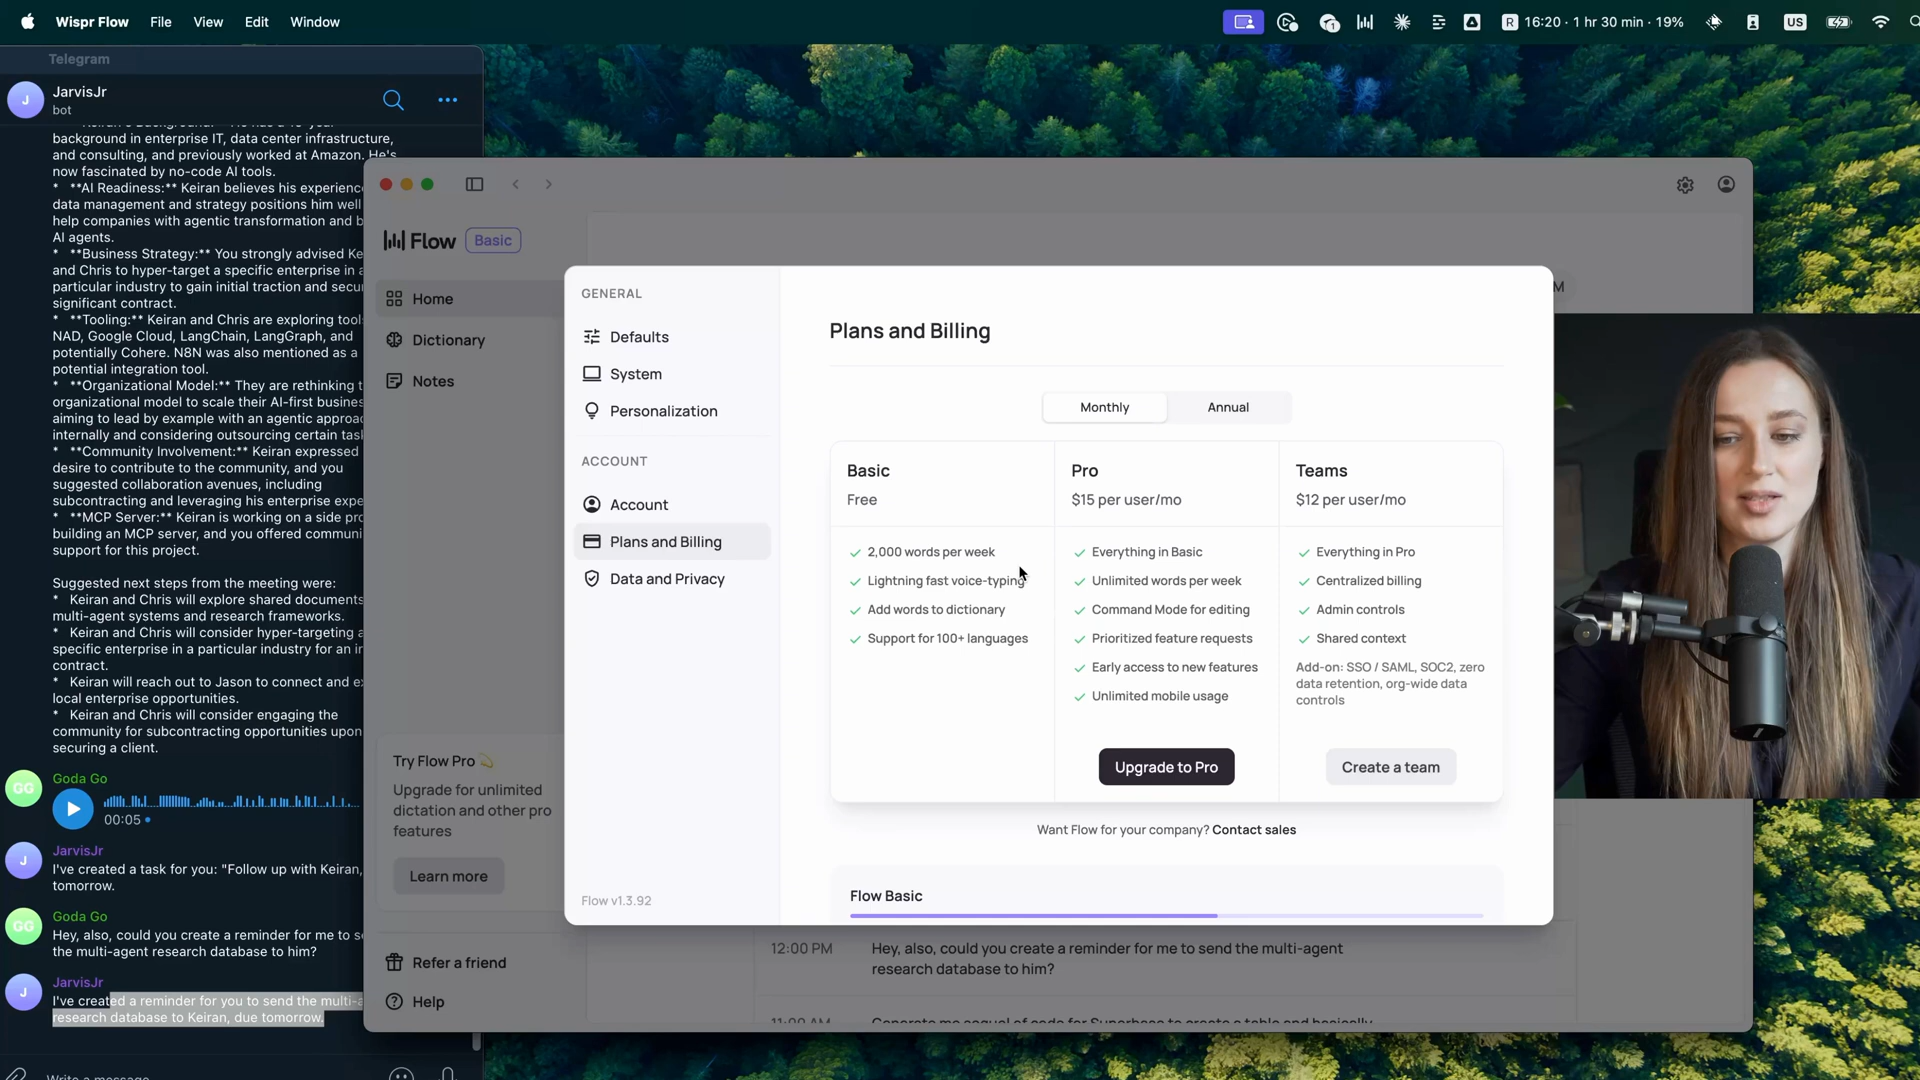 Wispr Flow File View Edit Window
R 16:20 · 1 hr 30 min · 19%
US
Telegram
J
JarvisJr
bot
background in enterprise IT, data center infrastructure,
and consulting, and previously worked at Amazon. He's
now fascinated by no-code AI tools.
* **AI Readiness:** Keiran believes his experienc
data management and strategy positions him well
help companies with agentic transformation and b
AI agents.
* **Business Strategy:** You strongly advised Ke
and Chris to hyper-target a specific enterprise in a
particular industry to gain initial traction and secu
significant contract.
* **Tooling:** Keiran and Chris are exploring tool
NAD, Google Cloud, LangChain, LangGraph, and
potentially Cohere. N8N was also mentioned as a
potential integration tool.
* **Organizational Model:** They are rethinking t
organizational model to scale their AI-first busines
aiming to lead by example with an agentic approac
internally and considering outsourcing certain task
* **Community Involvement:** Keiran expressed
desire to contribute to the community, and you
suggested collaboration avenues, including
subcontracting and leveraging his enterprise expe
* **MCP Server:** Keiran is working on a side pro
building an MCP server, and you offered communi
support for this project.
Suggested next steps from the meeting were:
* Keiran and Chris will explore shared documents
multi-agent systems and research frameworks.
* Keiran and Chris will consider hyper-targeting a
specific enterprise in a particular industry for an in
contract.
* Keiran will reach out to Jason to connect and ex
local enterprise opportunities.
* Keiran and Chris will consider engaging the
community for subcontracting opportunities upon
securing a client.
GG
Goda Go
00:05
J
JarvisJr
I've created a task for you: "Follow up with Keiran,
tomorrow.
GG
Goda Go
Hey, also, could you create a reminder for me to se
the multi-agent research database to him?
J
JarvisJr
I've created a reminder for you to send the multi-a
research database to Keiran, due tomorrow.
Write a message
Flow Basic
Home
Dictionary
Notes
Try Flow Pro
Upgrade for unlimited
dictation and other pro
features
Learn more
Refer a friend
Help
GENERAL
Defaults
System
Personalization
ACCOUNT
Account
Plans and Billing
Data and Privacy
Flow v1.3.92
Plans and Billing
Monthly Annual
Basic
Free
2,000 words per week
Lightning fast voice-typing
Add words to dictionary
Support for 100+ languages
Pro
$15 per user/mo
Everything in Basic
Unlimited words per week
Command Mode for editing
Prioritized feature requests
Early access to new features
Unlimited mobile usage
Upgrade to Pro
Teams
$12 per user/mo
Everything in Pro
Centralized billing
Admin controls
Shared context
Add-on: SSO / SAML, SOC2, zero
data retention, org-wide data
controls
Create a team
Want Flow for your company? Contact sales
Flow Basic
M
12:00 PM Hey, also, could you create a reminder for me to send the multi-agent
research database to him?